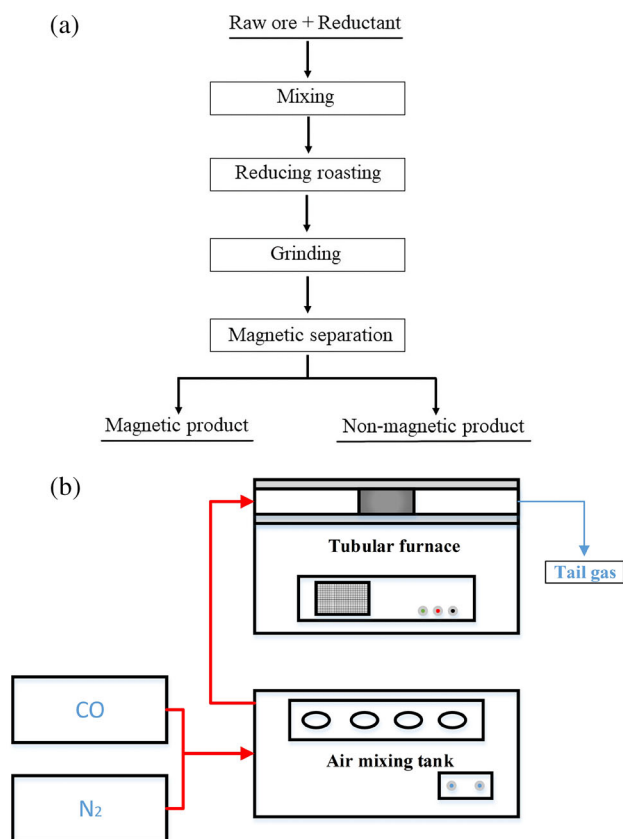 (a)
Raw ore + Reductant
Mixing
Reducing roasting
Grinding
Magnetic separation
Magnetic product
Non-magnetic product
(b)
Tubular furnace
Tail gas
CO
Air mixing tank
N₂